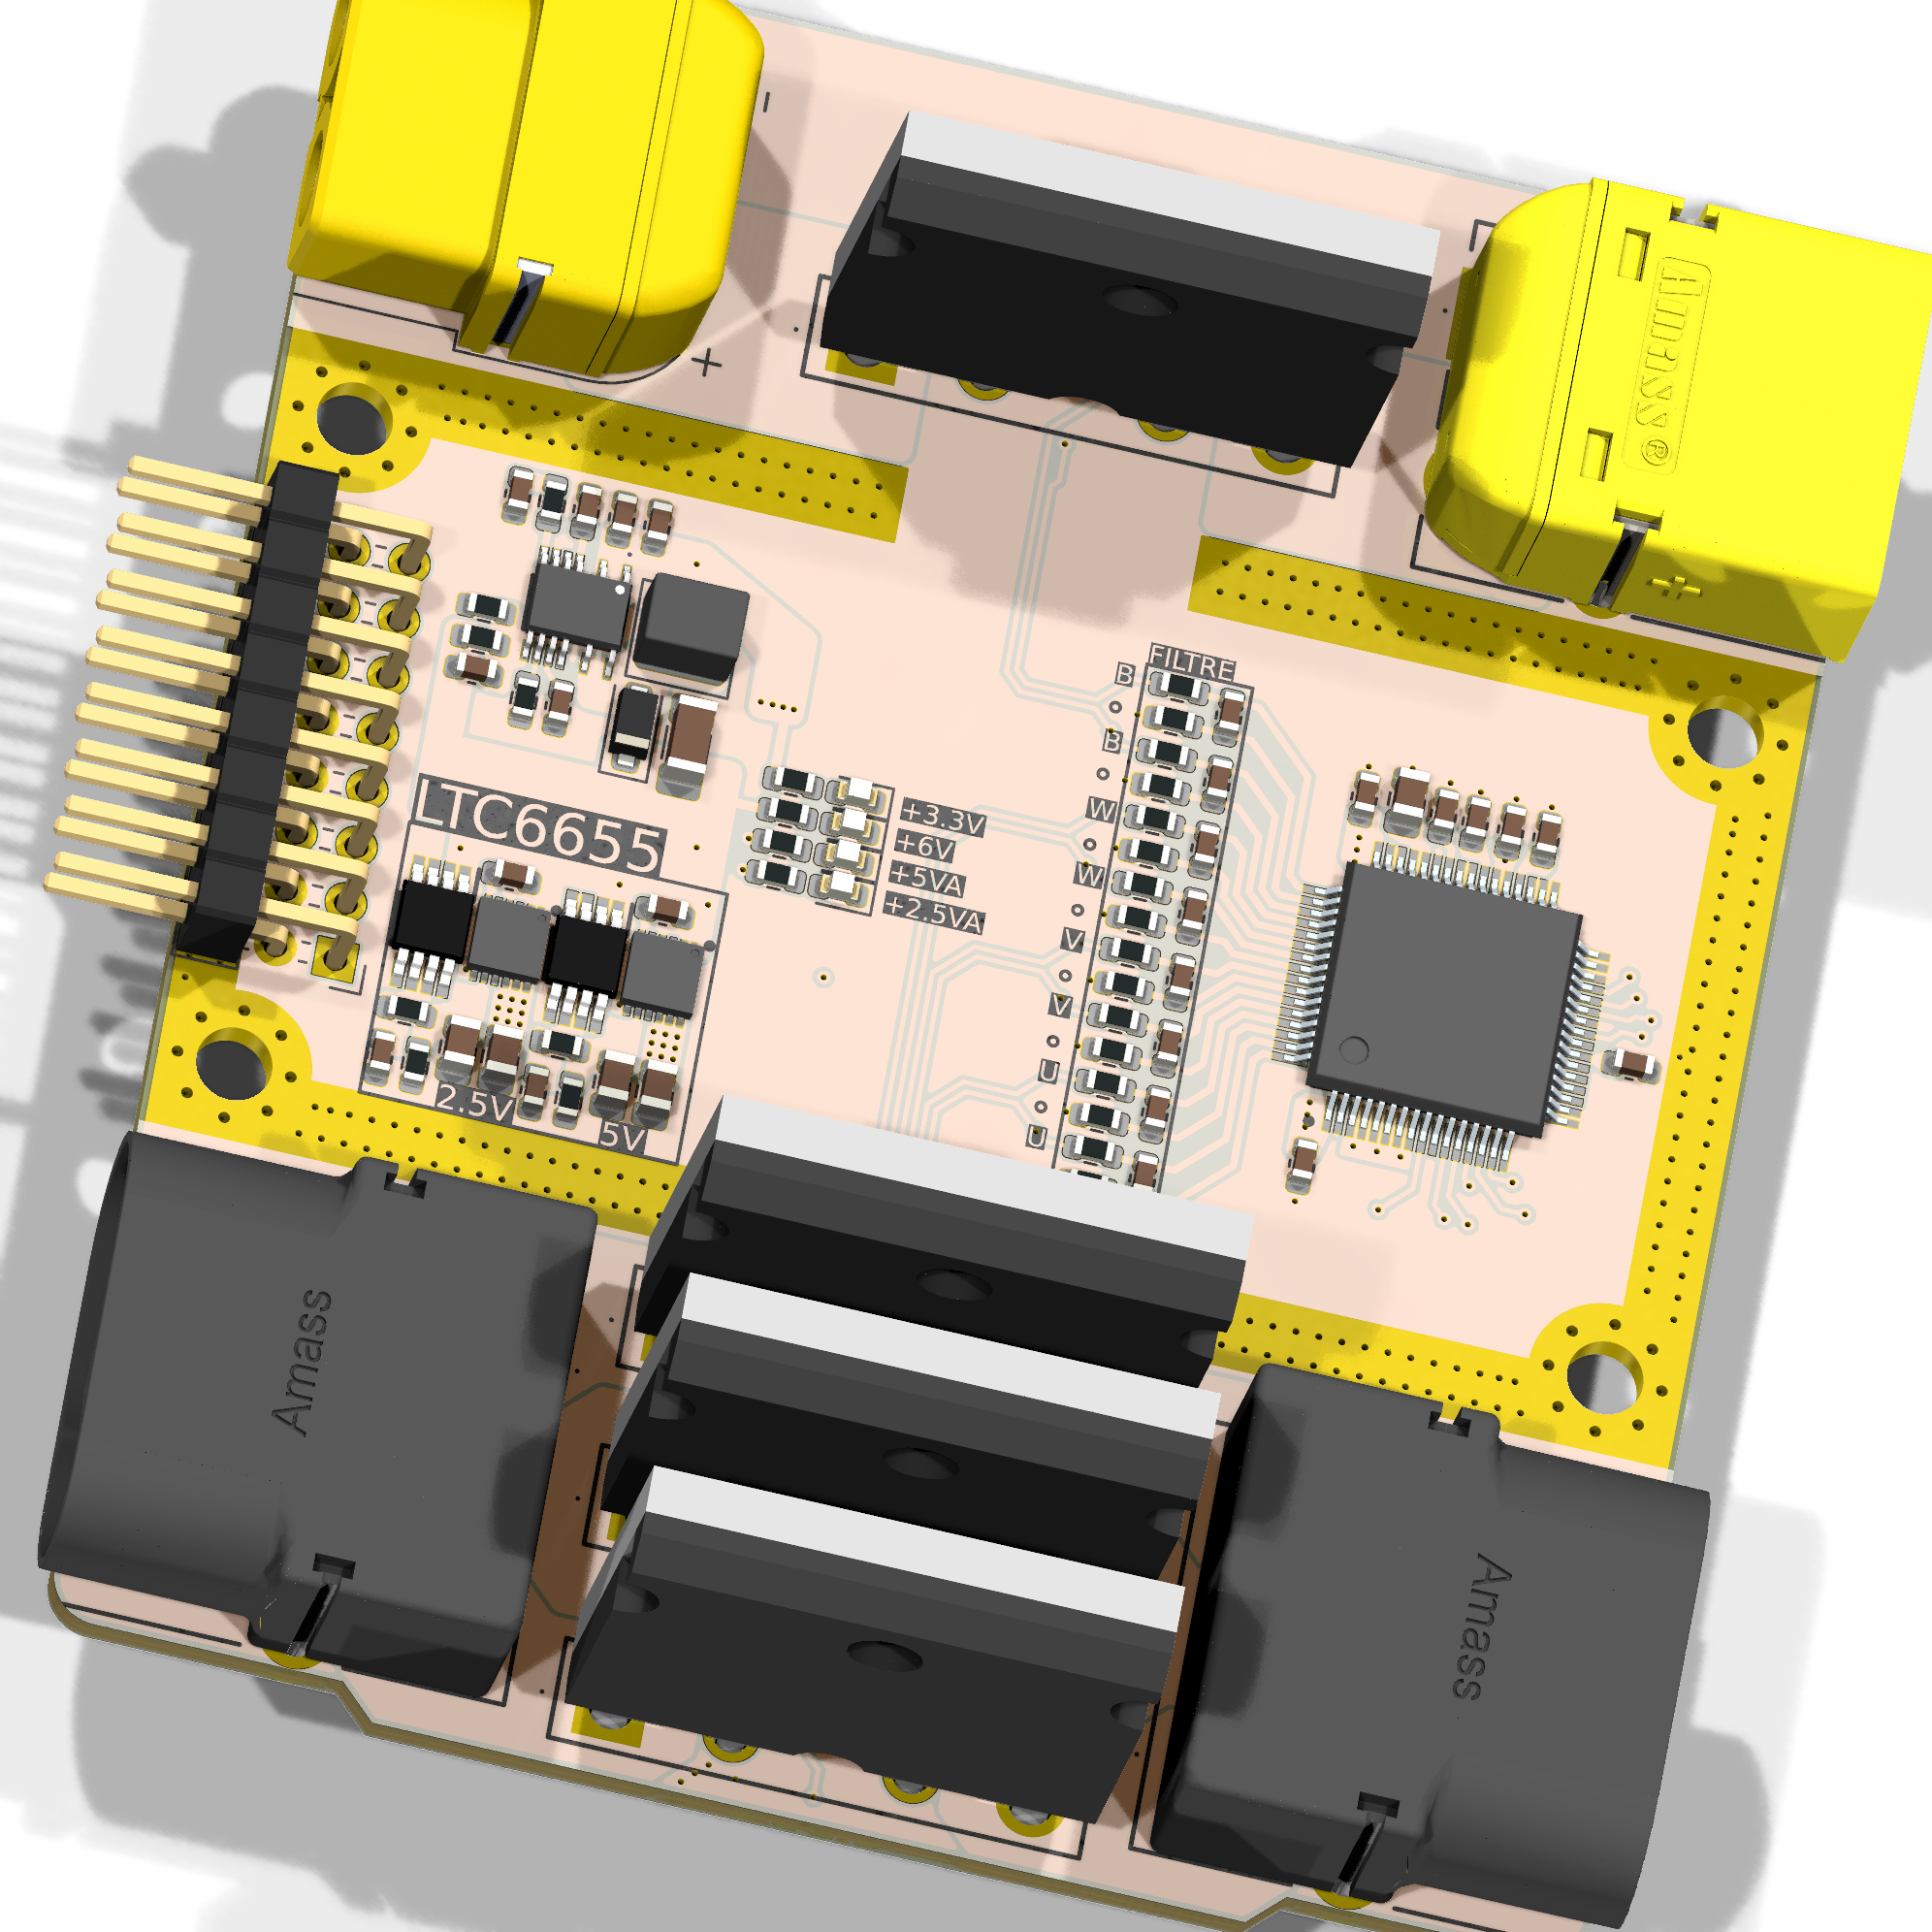 -
+
Amass®
+
FILTRE
B
B
W
W
V
V
U
U
LTC6655
+3.3V
+6V
+5VA
+2.5VA
2.5V
5V
Amass
Amass